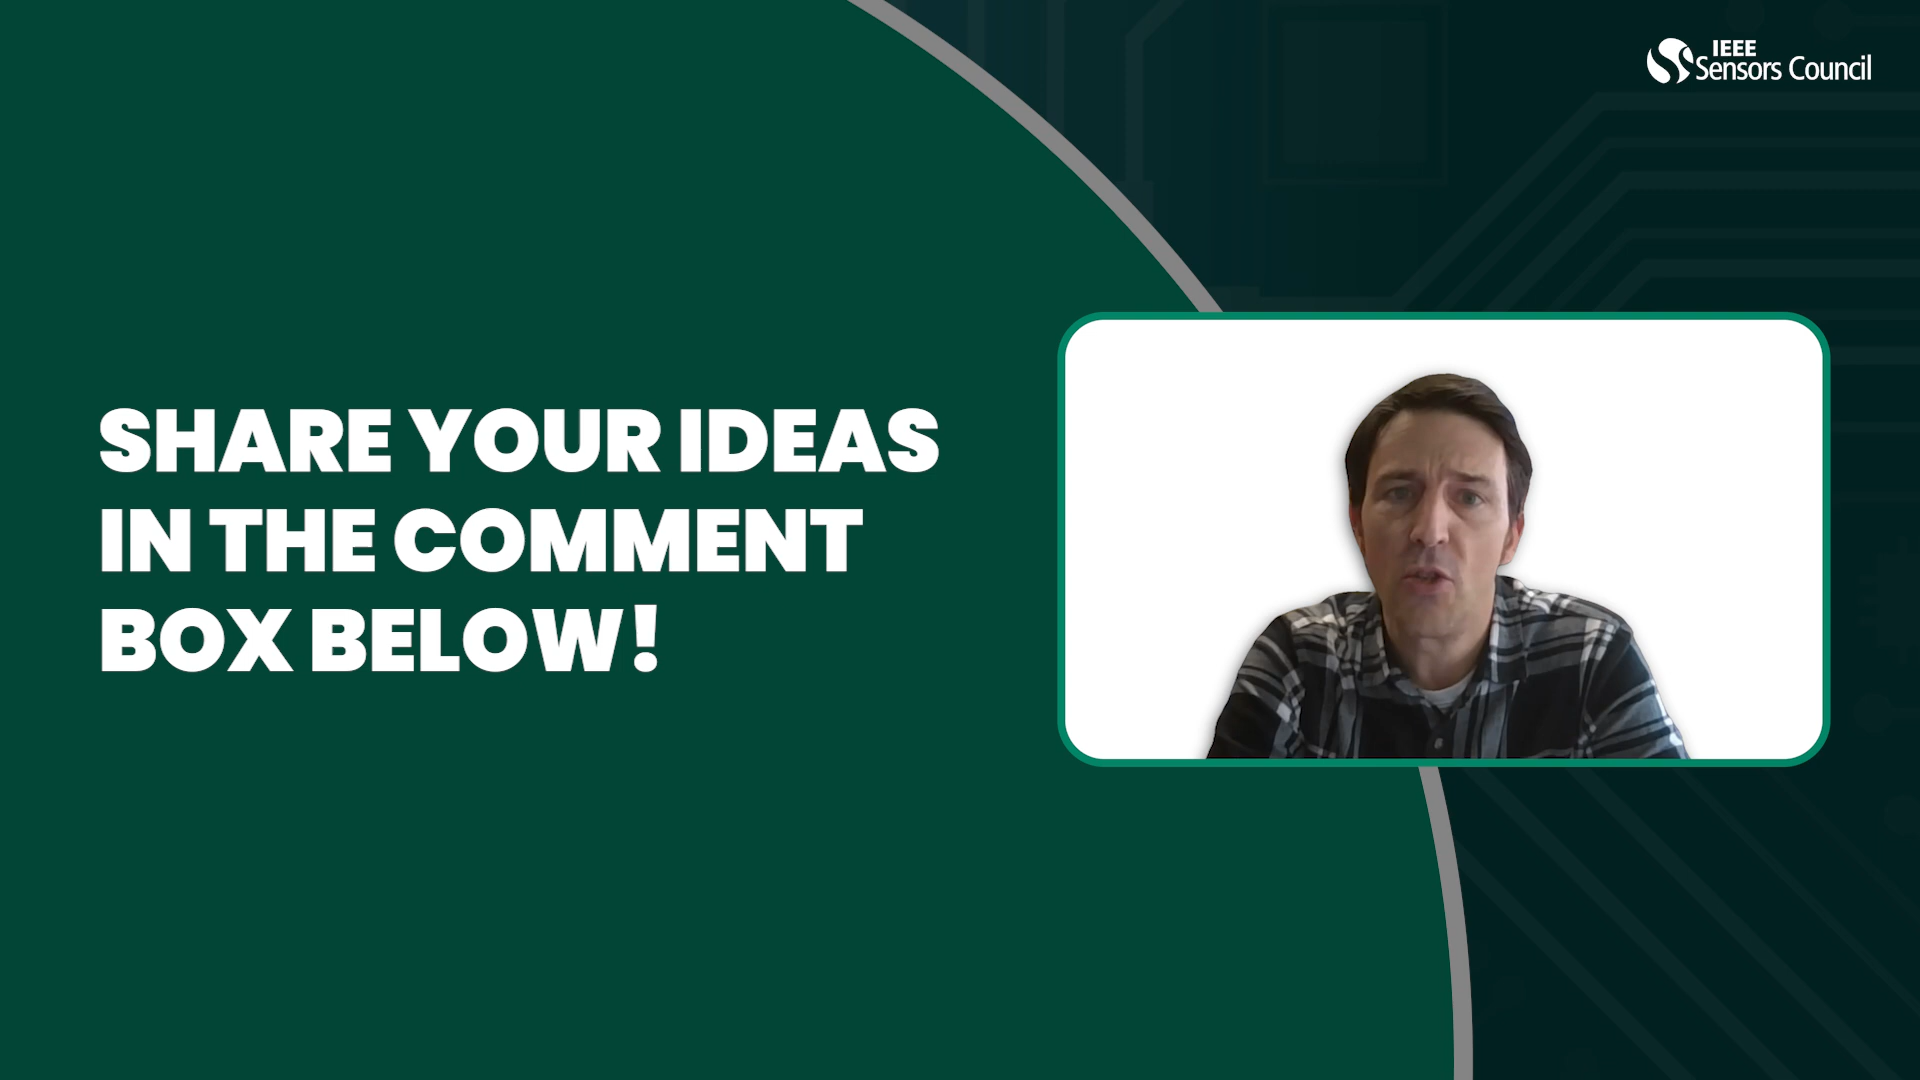 IEEE
Sensors Council
SHARE YOUR IDEAS
IN THE COMMENT
BOX BELOW!